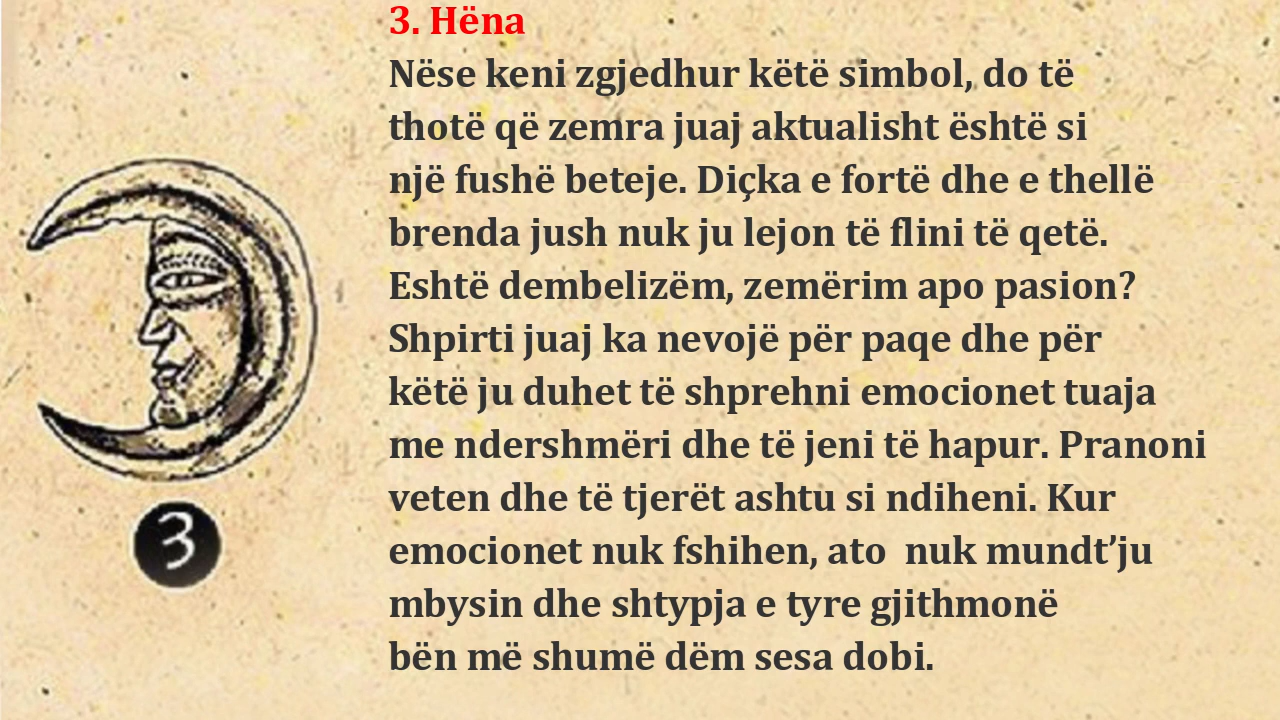 3. Hëna
Nëse keni zgjedhur këtë simbol, do të
thotë që zemra juaj aktualisht është si
një fushë beteje. Diçka e fortë dhe e thellë
brenda jush nuk ju lejon të flini të qetë.
Eshtë dembelizëm, zemërim apo pasion?
Shpirti juaj ka nevojë për paqe dhe për
këtë ju duhet të shprehni emocionet tuaja
me ndershmëri dhe të jeni të hapur. Pranoni
veten dhe të tjerët ashtu si ndiheni. Kur
emocionet nuk fshihen, ato  nuk mundt’ju
mbysin dhe shtypja e tyre gjithmonë
bën më shumë dëm sesa dobi.
3